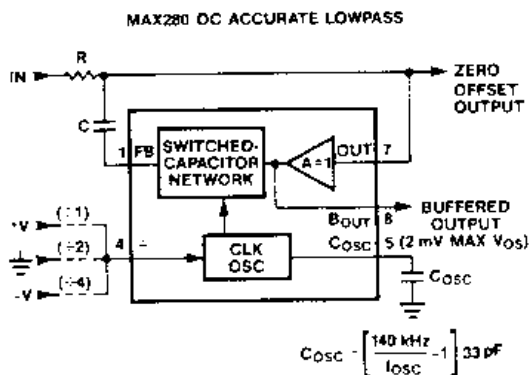 MAX280 DC ACCURATE LOWPASS
R
IN
ZERO
OFFSET
OUTPUT
C
1 FB
SWITCHED-
CAPACITOR
NETWORK
A=1
OUT 7
BOUT 8
BUFFERED
OUTPUT
(2 mV MAX VOS)
+V (÷1)
(÷2)
-V (÷4)
4 ÷
CLK
OSC
COSC 5
COSC
COSC = [140 kHz / fOSC -1] 33 pF